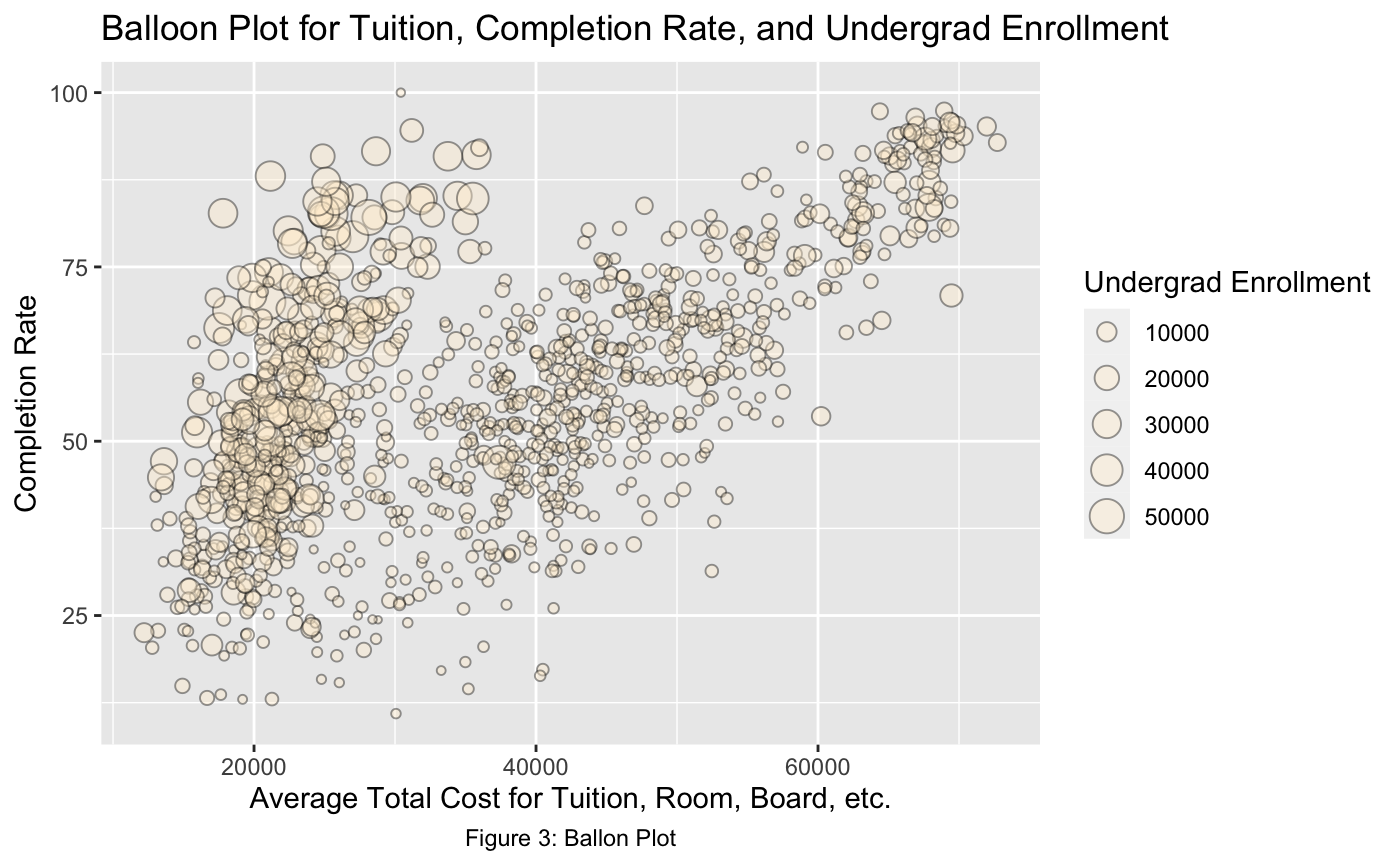 Balloon Plot for Tuition, Completion Rate, and Undergrad Enrollment
100
75
50
25
Completion Rate
20000
40000
60000
Average Total Cost for Tuition, Room, Board, etc.
Figure 3: Ballon Plot
Undergrad Enrollment
10000
20000
30000
40000
50000